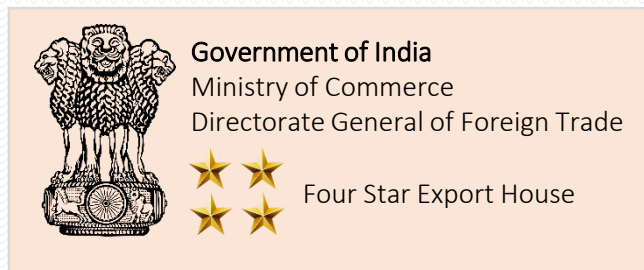 Government of India
Ministry of Commerce
Directorate General of Foreign Trade
Four Star Export House